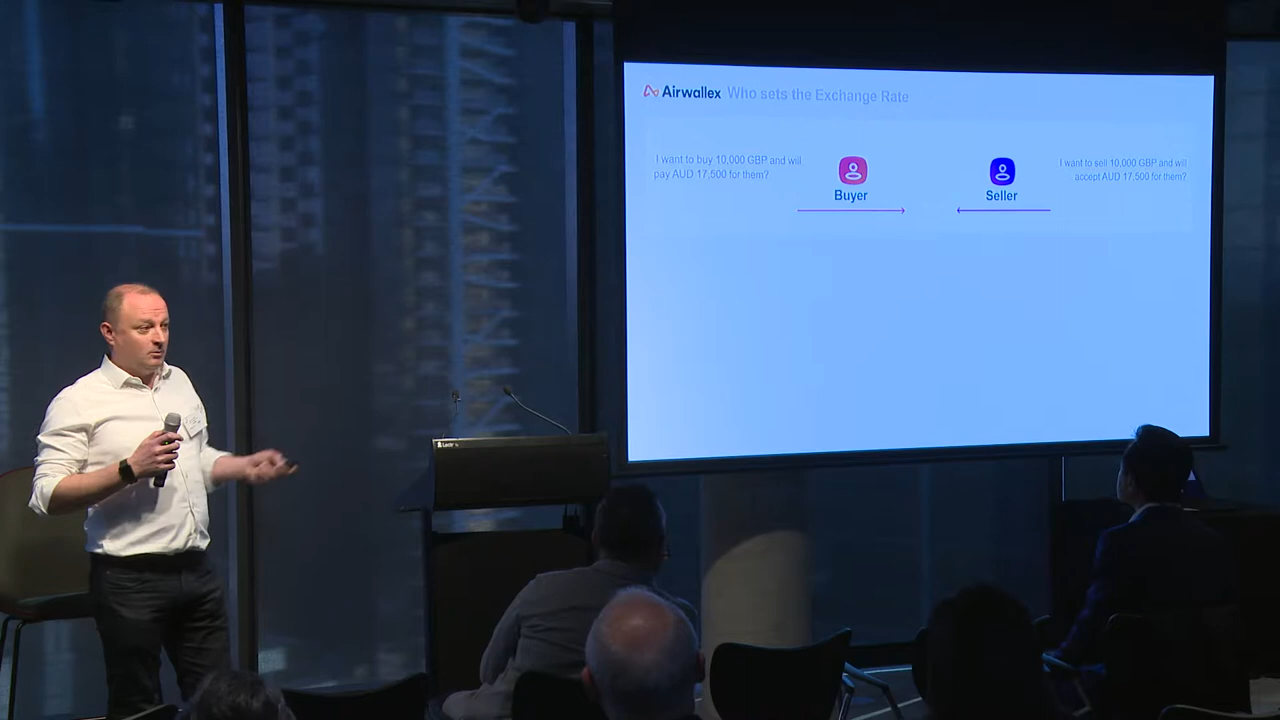 Airwallex Who sets the Exchange Rate
I want to buy 10,000 GBP and will
pay AUD 17,500 for them?
Buyer
Seller
I want to sell 10,000 GBP and will
accept AUD 17,500 for them?